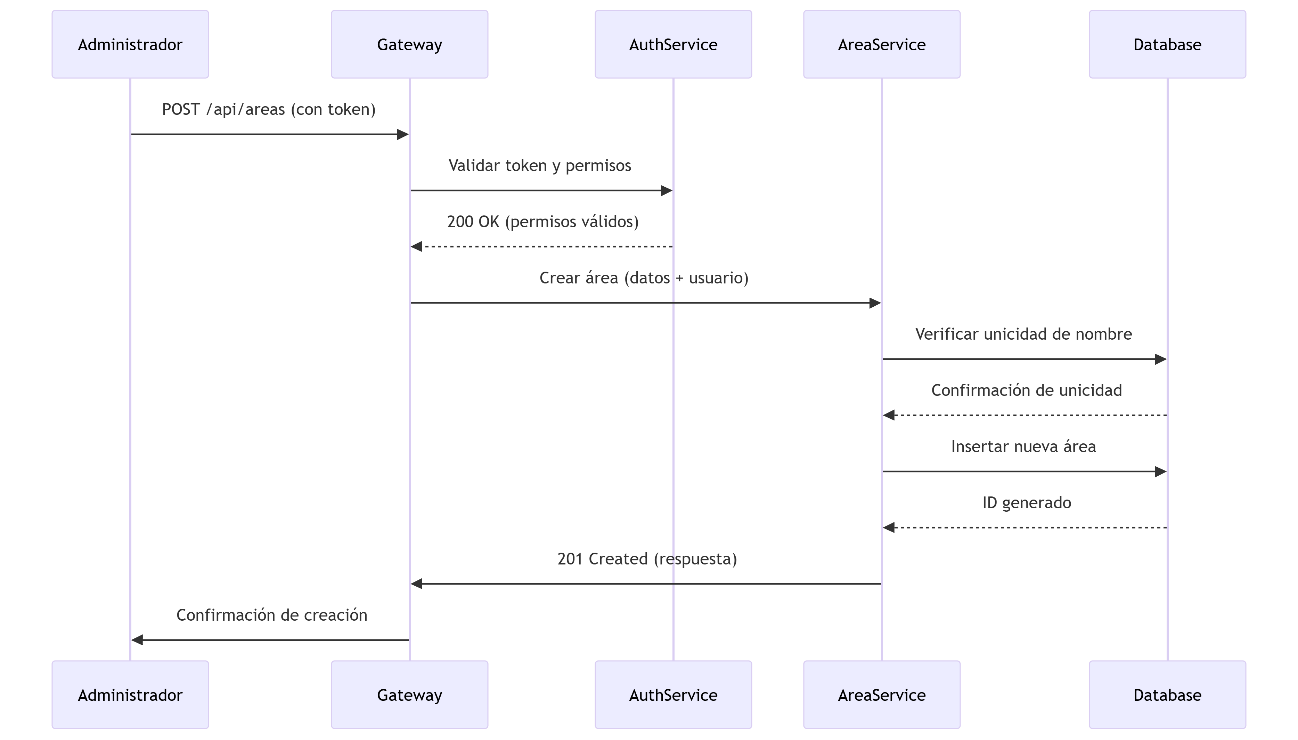 Administrador
Gateway
AuthService
AreaService
Database
POST /api/areas (con token)
Validar token y permisos
200 OK (permisos válidos)
Crear área (datos + usuario)
Verificar unicidad de nombre
Confirmación de unicidad
Insertar nueva área
ID generado
201 Created (respuesta)
Confirmación de creación
Administrador
Gateway
AuthService
AreaService
Database